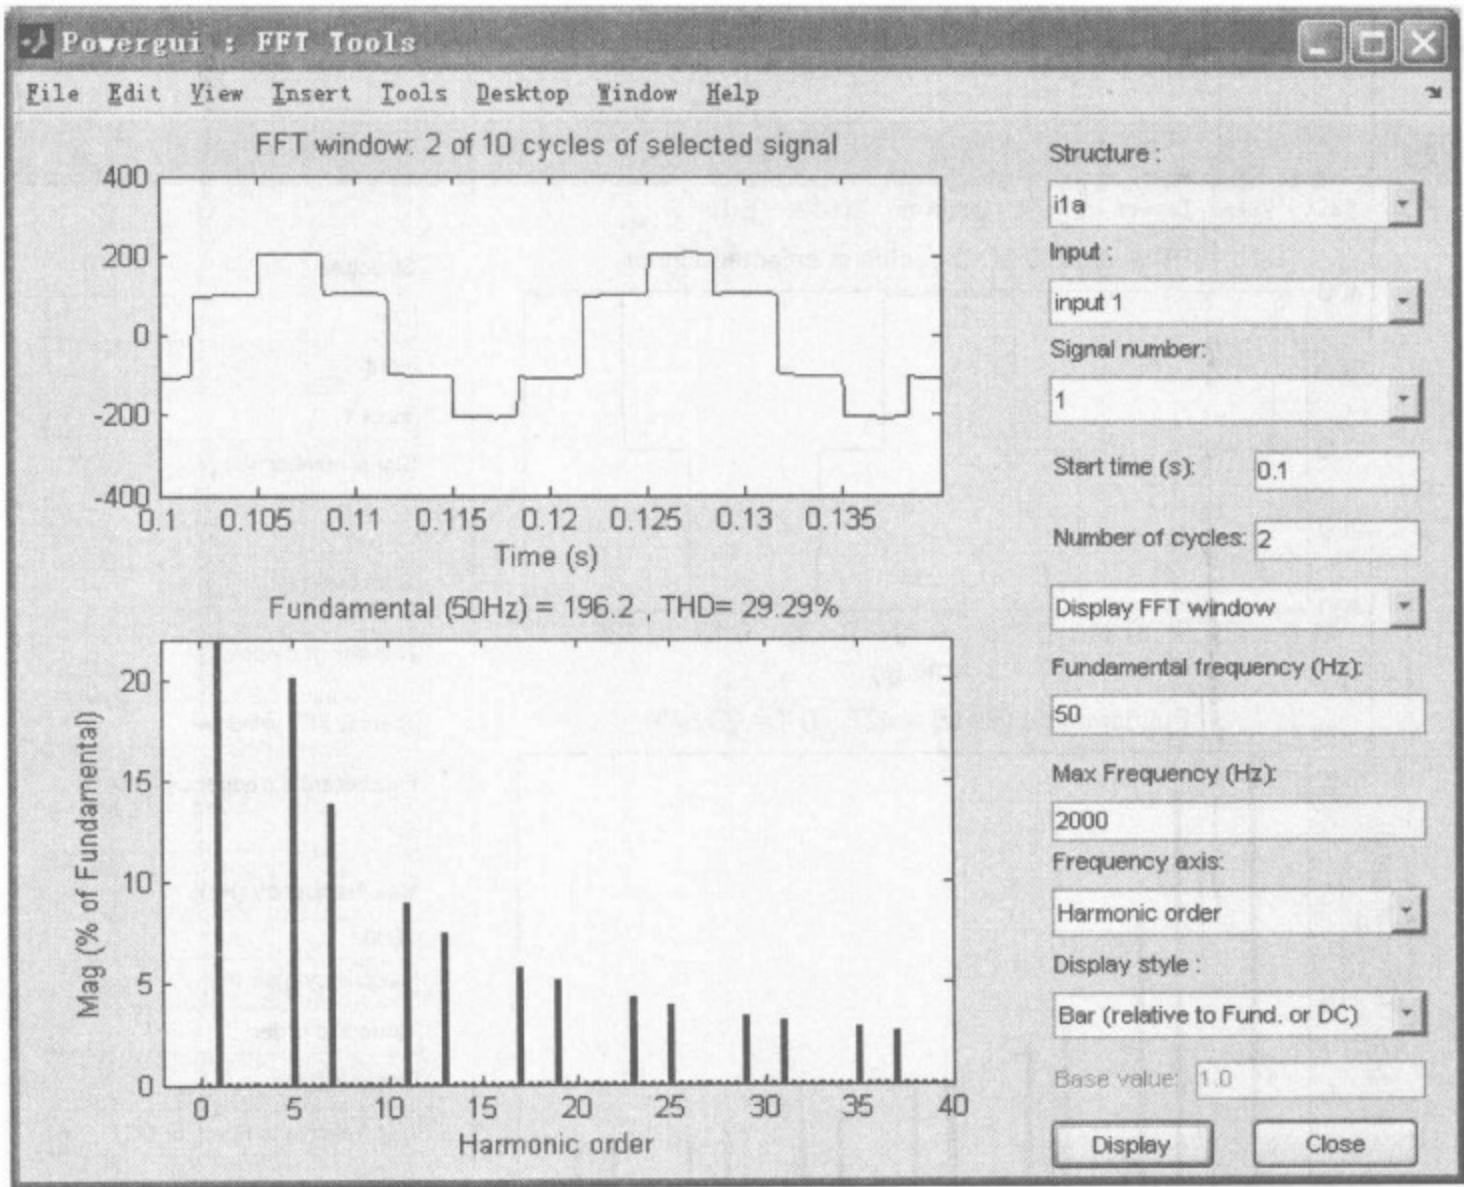 Powergui : FFT Tools
File Edit View Insert Tools Desktop Window Help
FFT window: 2 of 10 cycles of selected signal
400
200
0
-200
-400
0.1 0.105 0.11 0.115 0.12 0.125 0.13 0.135
Time (s)
Fundamental (50Hz) = 196.2 , THD= 29.29%
Mag (% of Fundamental)
20
15
10
5
0
0 5 10 15 20 25 30 35 40
Harmonic order
Structure :
i1a
Input :
input 1
Signal number:
1
Start time (s): 0.1
Number of cycles: 2
Display FFT window
Fundamental frequency (Hz):
50
Max Frequency (Hz):
2000
Frequency axis:
Harmonic order
Display style :
Bar (relative to Fund. or DC)
Base value: 1.0
Display Close